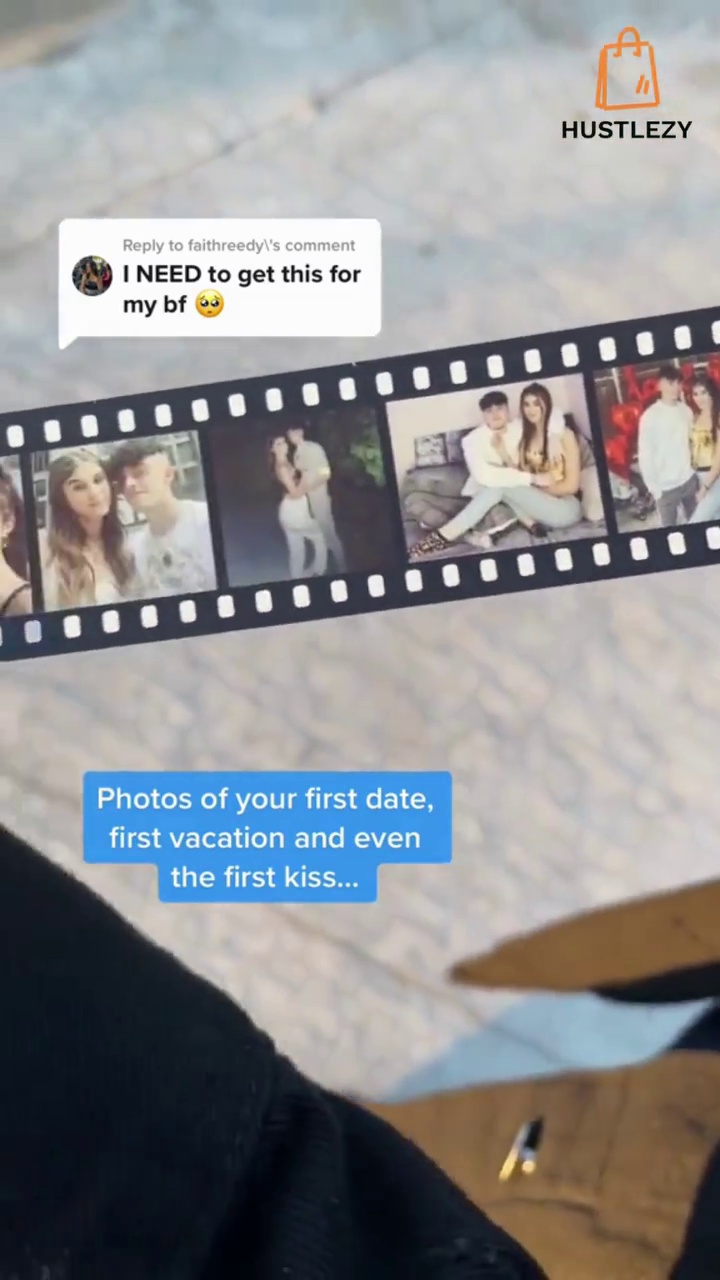 HUSTLEZY
Reply to faithreedy\'s comment
I NEED to get this for
my bf 🥺
Photos of your first date,
first vacation and even
the first kiss...